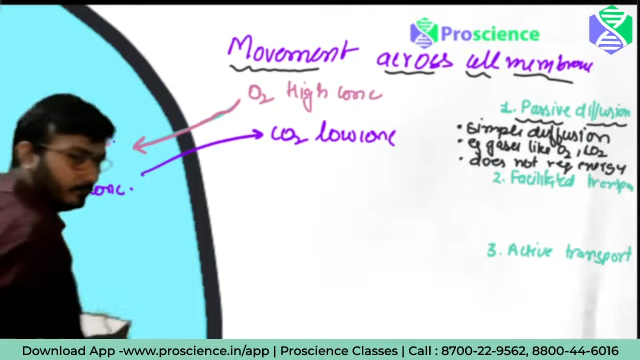 Proscience
Movement across cell membrane
O2 High conc
CO2 low conc
conc.
1. Passive diffusion
• Simple diffusion
• eg gases like O2, CO2
• does not req energy
2. Facilitated
3. Active transport
Download App -www.proscience.in/app | Proscience Classes | Call : 8700-22-9562, 8800-44-6016